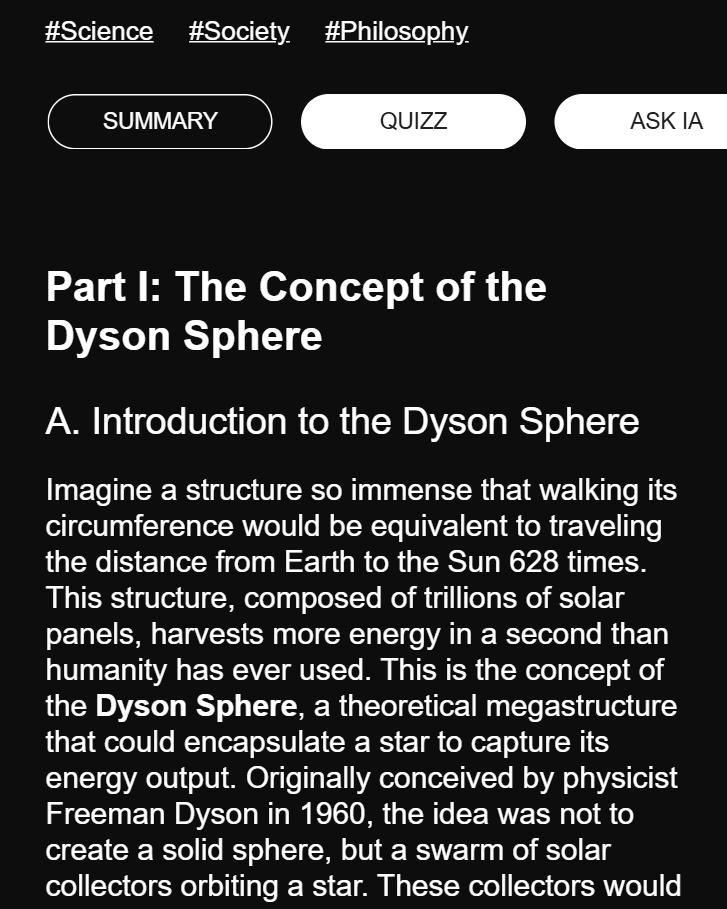 #Science #Society #Philosophy
SUMMARY QUIZZ ASK IA
Part I: The Concept of the
Dyson Sphere
A. Introduction to the Dyson Sphere
Imagine a structure so immense that walking its
circumference would be equivalent to traveling
the distance from Earth to the Sun 628 times.
This structure, composed of trillions of solar
panels, harvests more energy in a second than
humanity has ever used. This is the concept of
the Dyson Sphere, a theoretical megastructure
that could encapsulate a star to capture its
energy output. Originally conceived by physicist
Freeman Dyson in 1960, the idea was not to
create a solid sphere, but a swarm of solar
collectors orbiting a star. These collectors would